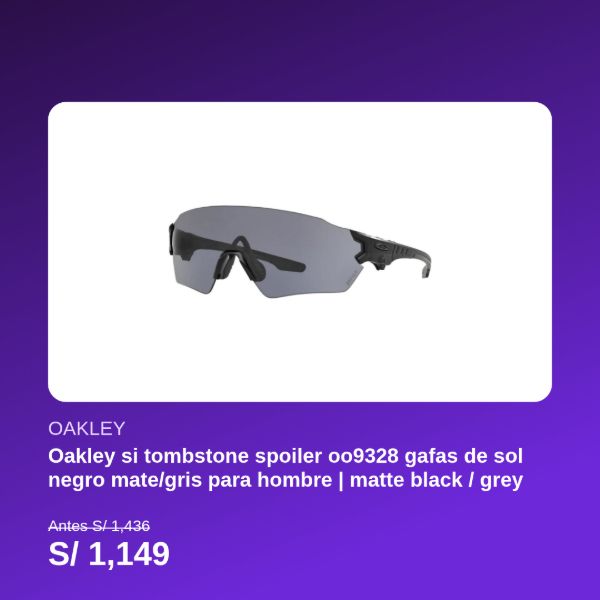 OAKLEY
Oakley si tombstone spoiler oo9328 gafas de sol
negro mate/gris para hombre | matte black / grey
Antes S/ 1,436
S/ 1,149